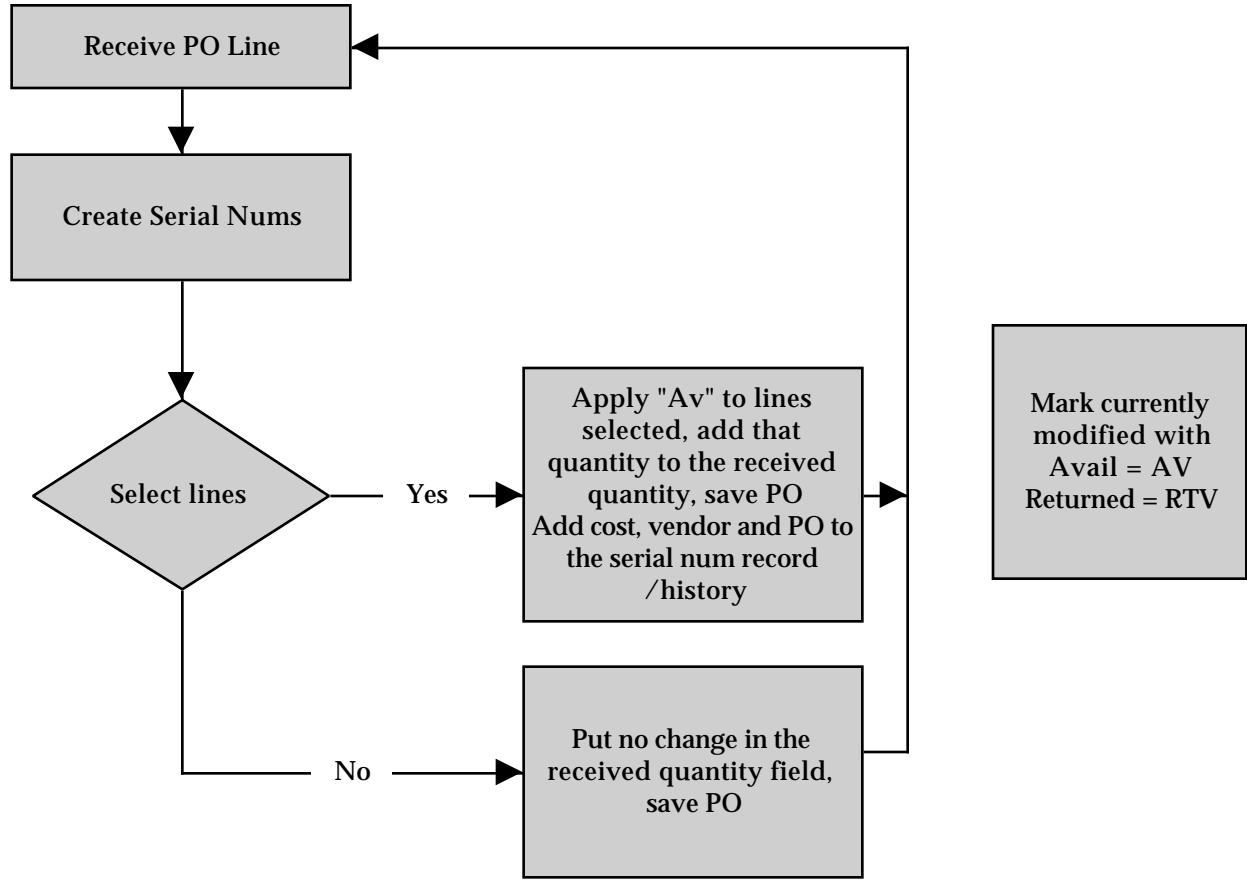 Receive PO Line
Create Serial Nums
Select lines
Yes
Apply "Av" to lines
selected, add that
quantity to the received
quantity, save PO
Add cost, vendor and PO to
the serial num record
/history
Mark currently
modified with
Avail = AV
Returned = RTV
No
Put no change in the
received quantity field,
save PO